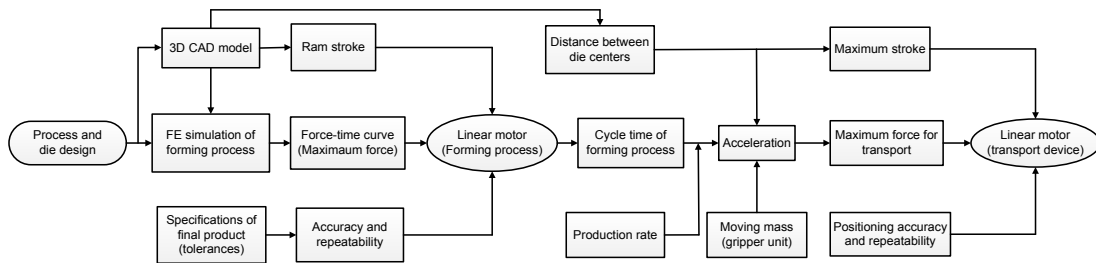 3D CAD model
Ram stroke
Distance between
die centers
Maximum stroke
Process and
die design
FE simulation of
forming process
Force-time curve
(Maximaum force)
Linear motor
(Forming process)
Cycle time of
forming process
Acceleration
Maximum force for
transport
Linear motor
(transport device)
Specifications of
final product
(tolerances)
Accuracy and
repeatability
Production rate
Moving mass
(gripper unit)
Positioning accuracy
and repeatability